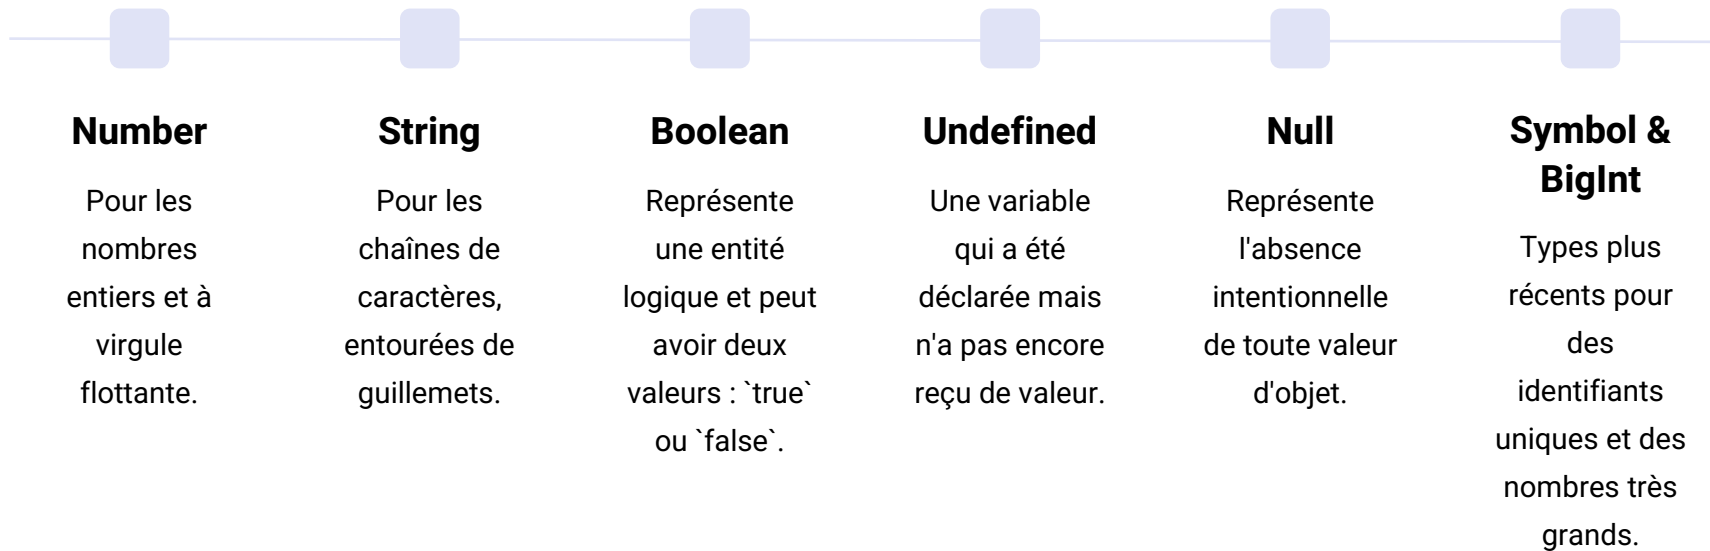 Number
Pour les
nombres
entiers et à
virgule
flottante.
String
Pour les
chaînes de
caractères,
entourées de
guillemets.
Boolean
Représente
une entité
logique et peut
avoir deux
valeurs : `true`
ou `false`.
Undefined
Une variable
qui a été
déclarée mais
n'a pas encore
reçu de valeur.
Null
Représente
l'absence
intentionnelle
de toute valeur
d'objet.
Symbol &
BigInt
Types plus
récents pour
des
identifiants
uniques et des
nombres très
grands.